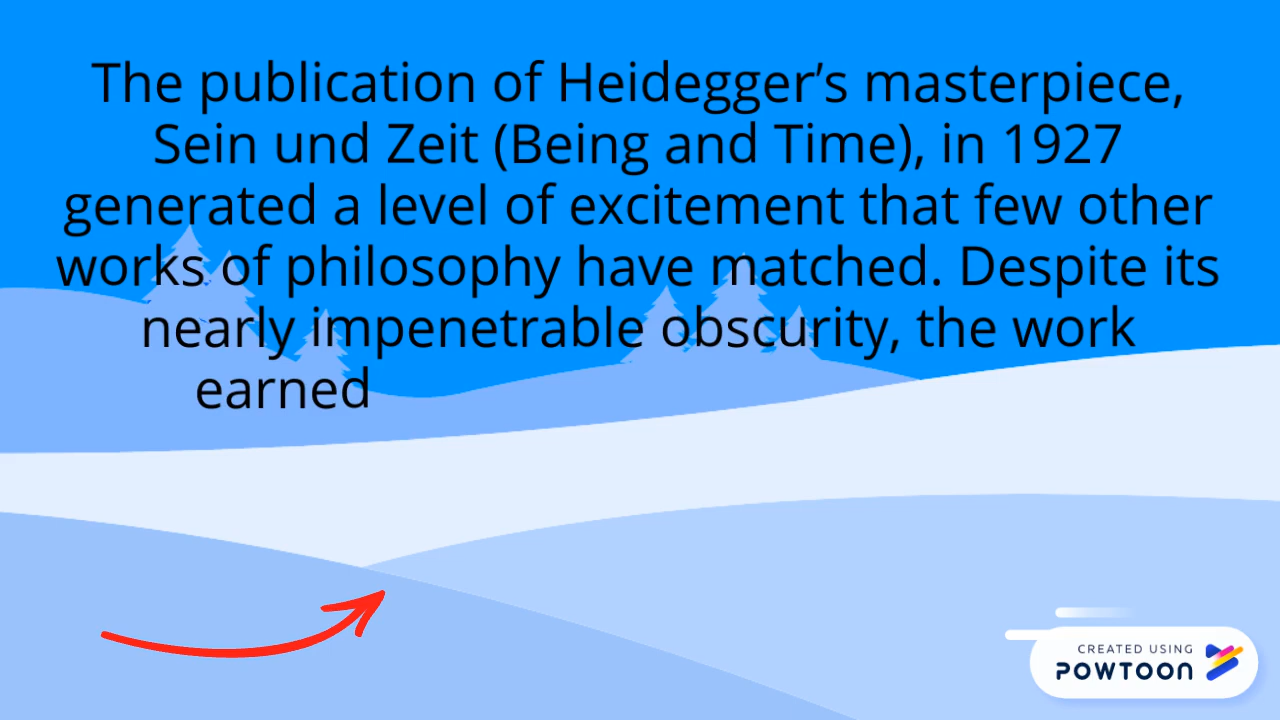 The publication of Heidegger’s masterpiece,
Sein und Zeit (Being and Time), in 1927
generated a level of excitement that few other
works of philosophy have matched. Despite its
nearly impenetrable obscurity, the work
earned
CREATED USING
POWTOON